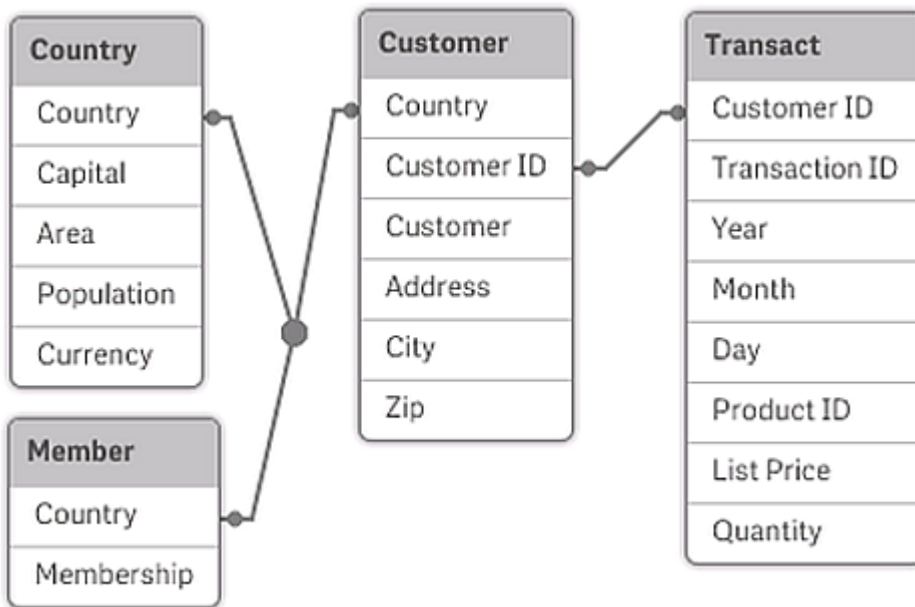 Country
Country
Capital
Area
Population
Currency
Member
Country
Membership
Customer
Country
Customer ID
Customer
Address
City
Zip
Transact
Customer ID
Transaction ID
Year
Month
Day
Product ID
List Price
Quantity